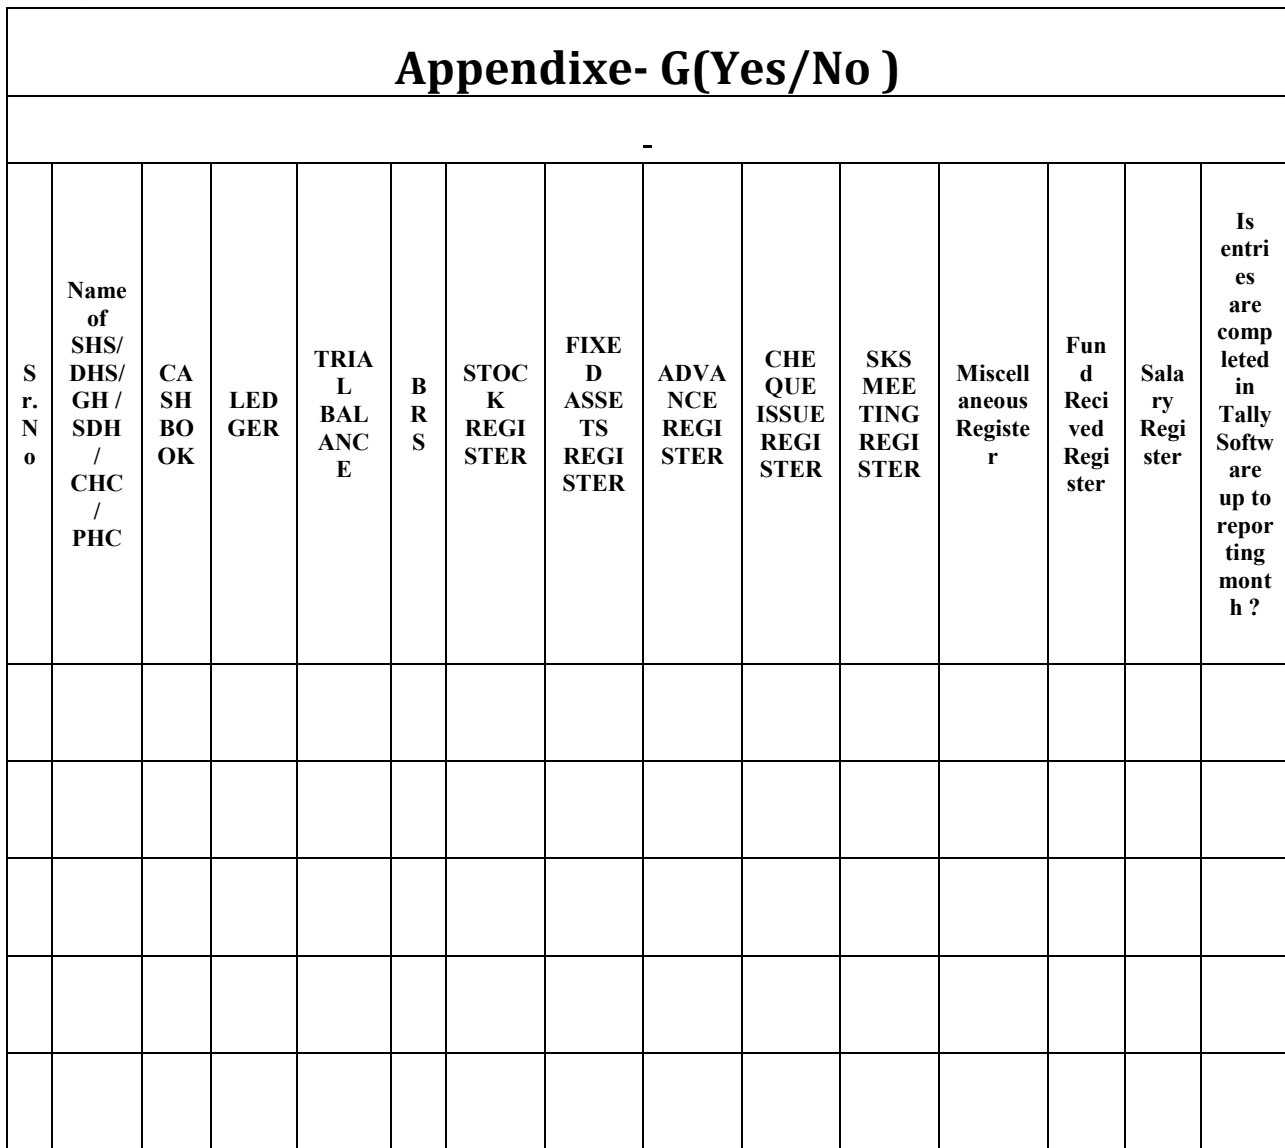 Appendixe- G(Yes/No )
-
S
r.
N
o
Name
of
SHS/
DHS/
GH /
SDH
/
CHC
/
PHC
CA
SH
BO
OK
LED
GER
TRIA
L
BAL
ANC
E
B
R
S
STOC
K
REGI
STER
FIXE
D
ASSE
TS
REGI
STER
ADVA
NCE
REGI
STER
CHE
QUE
ISSUE
REGI
STER
SKS
MEE
TING
REGI
STER
Miscell
aneous
Registe
r
Fun
d
Reci
ved
Regi
ster
Sala
ry
Regi
ster
Is
entri
es
are
comp
leted
in
Tally
Softw
are
up to
repor
ting
mont
h ?